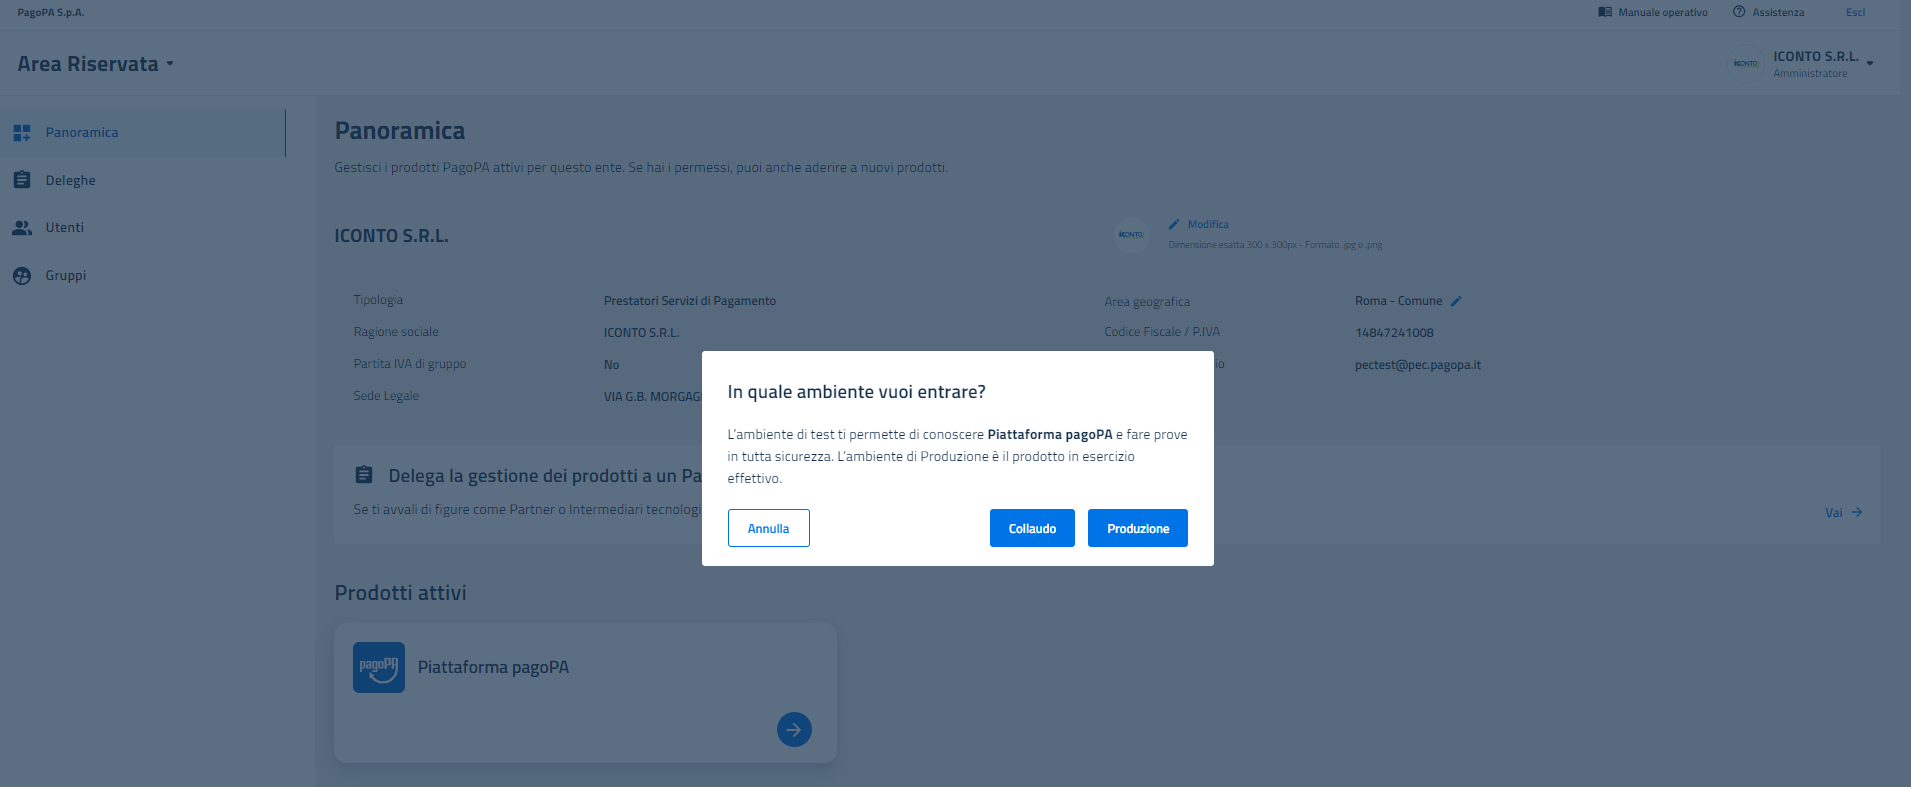 PagoPA S.p.A.
Manuale operativo
Assistenza
Esci
Area Riservata
ICONTO
ICONTO S.R.L.
Amministratore
Panoramica
Deleghe
Utenti
Gruppi
Panoramica
Gestisci i prodotti PagoPA attivi per questo ente. Se hai i permessi, puoi anche aderire a nuovi prodotti.
ICONTO S.R.L.
ICONTO
Modifica
Dimensione esatta 300 x 300px - Formato .jpg o .png
Tipologia
Prestatori Servizi di Pagamento
Area geografica
Roma - Comune
Ragione sociale
ICONTO S.R.L.
Codice Fiscale / P.IVA
14847241008
Partita IVA di gruppo
No
lo
pectest@pec.pagopa.it
Sede Legale
VIA G.B. MORGAG
In quale ambiente vuoi entrare?
L'ambiente di test ti permette di conoscere Piattaforma pagoPA e fare prove
in tutta sicurezza. L'ambiente di Produzione è il prodotto in esercizio
effettivo.
Annulla
Collaudo
Produzione
Delega la gestione dei prodotti a un Pa
Se ti avvali di figure come Partner o Intermediari tecnologi
Vai
Prodotti attivi
pagoPA
Piattaforma pagoPA